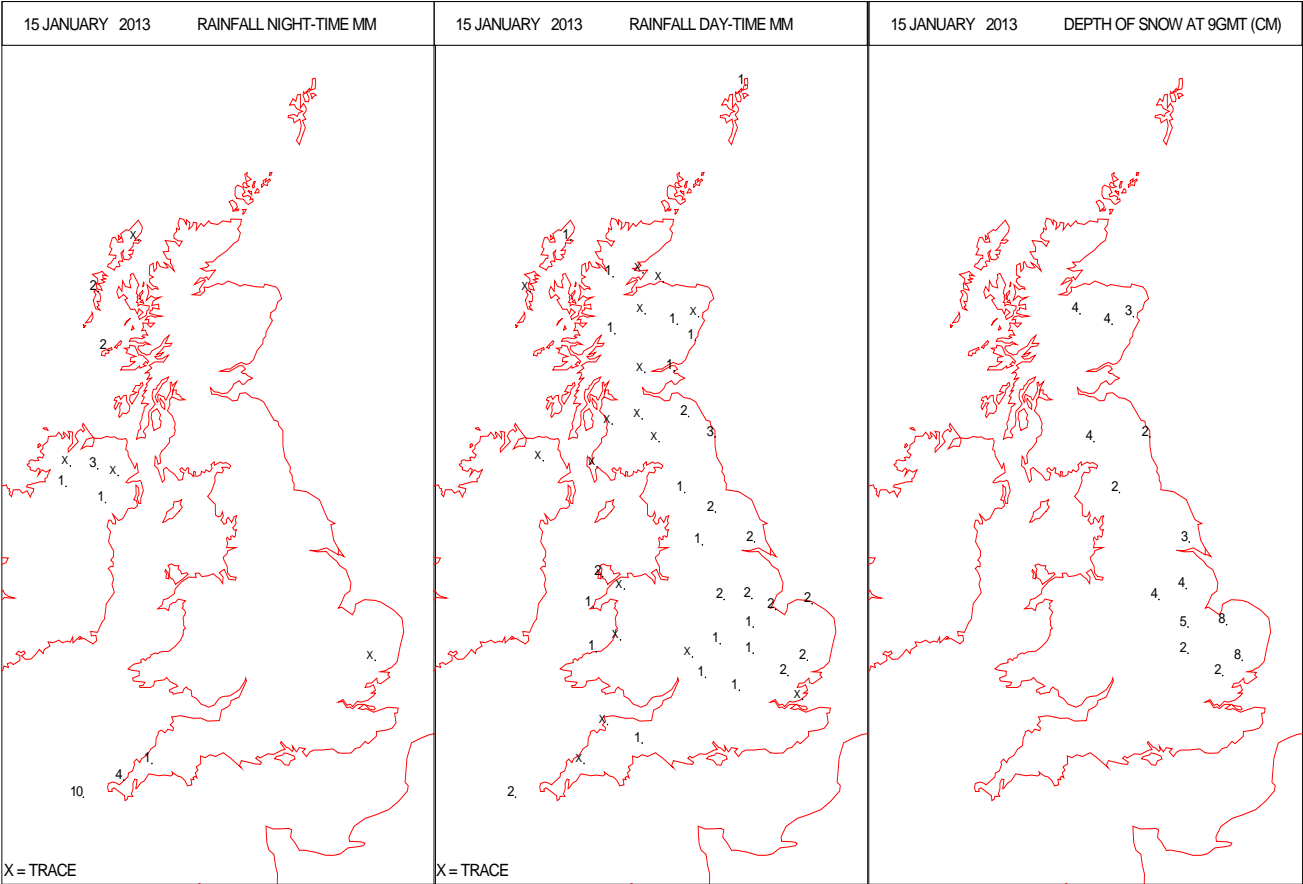 15 JANUARY 2013 RAINFALL NIGHT-TIME MM
X
2
2
X. 3. X.
1. 1.
X.
1.
4.
10.
X = TRACE
15 JANUARY 2013 RAINFALL DAY-TIME MM
1
1
1. X. X.
X.
X. 1. X.
1. 1.
X. 1.
X. X. 2.
X. 3.
X. X.
1.
2.
1. 2.
2.
X.
1. 2. 2. 2. 2.
1.
X. 1.
1. X. 1. 2.
1. 2.
1. X.
X.
1.
X.
2.
X = TRACE
15 JANUARY 2013 DEPTH OF SNOW AT 9GMT (CM)
4. 4. 3.
4. 2.
2.
3.
4.
4.
5. 8.
2. 8.
2.